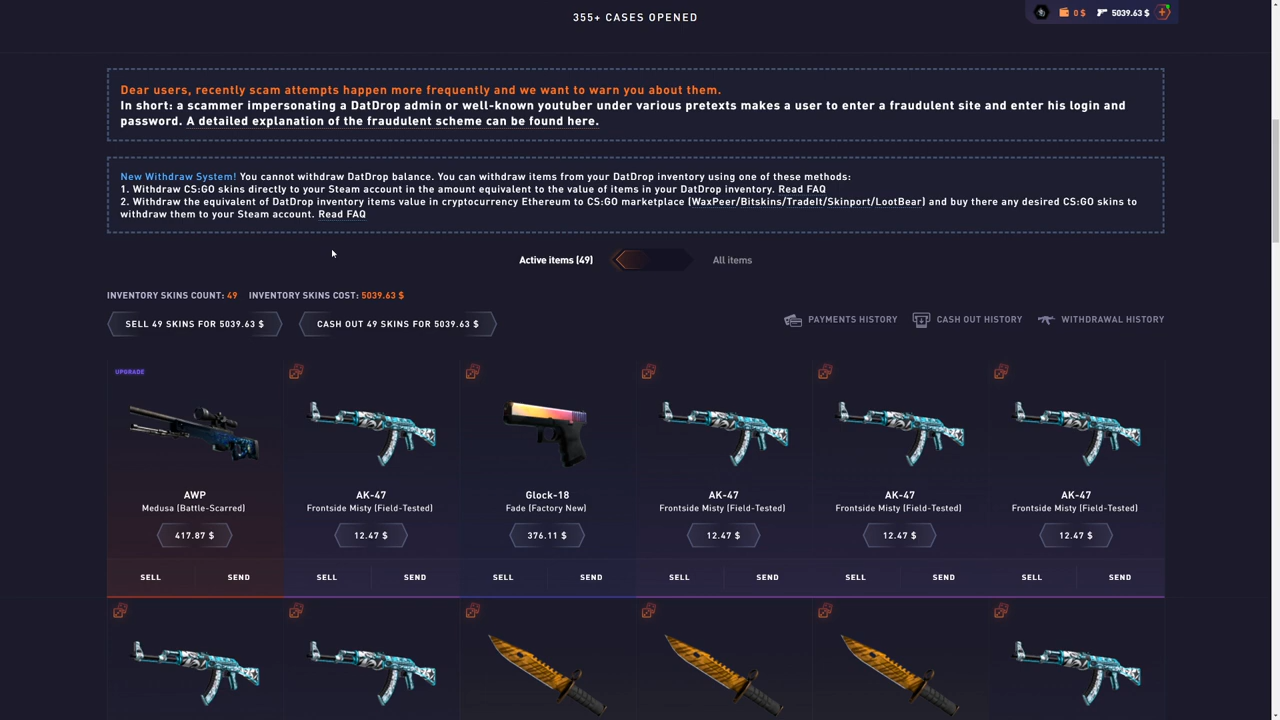 355+ CASES OPENED
0 $ 5039.63 $
Dear users, recently scam attempts happen more frequently and we want to warn you about them.
In short: a scammer impersonating a DatDrop admin or well-known youtuber under various pretexts makes a user to enter a fraudulent site and enter his login and
password. A detailed explanation of the fraudulent scheme can be found here.
New Withdraw System! You cannot withdraw DatDrop balance. You can withdraw items from your DatDrop inventory using one of these methods:
1. Withdraw CS:GO skins directly to your Steam account in the amount equivalent to the value of items in your DatDrop inventory. Read FAQ
2. Withdraw the equivalent of DatDrop inventory items value in cryptocurrency Ethereum to CS:GO marketplace (WaxPeer/Bitskins/TradeIt/Skinport/LootBear) and buy there any desired CS:GO skins to
withdraw them to your Steam account. Read FAQ
Active items (49) All items
INVENTORY SKINS COUNT: 49 INVENTORY SKINS COST: 5039.63 $
SELL 49 SKINS FOR 5039.63 $ CASH OUT 49 SKINS FOR 5039.63 $ PAYMENTS HISTORY CASH OUT HISTORY WITHDRAWAL HISTORY
UPGRADE
AWP AK-47 Glock-18 AK-47 AK-47 AK-47
Medusa (Battle-Scarred) Frontside Misty (Field-Tested) Fade (Factory New) Frontside Misty (Field-Tested) Frontside Misty (Field-Tested) Frontside Misty (Field-Tested)
417.87 $ 12.47 $ 376.11 $ 12.47 $ 12.47 $ 12.47 $
SELL SEND SELL SEND SELL SEND SELL SEND SELL SEND SELL SEND